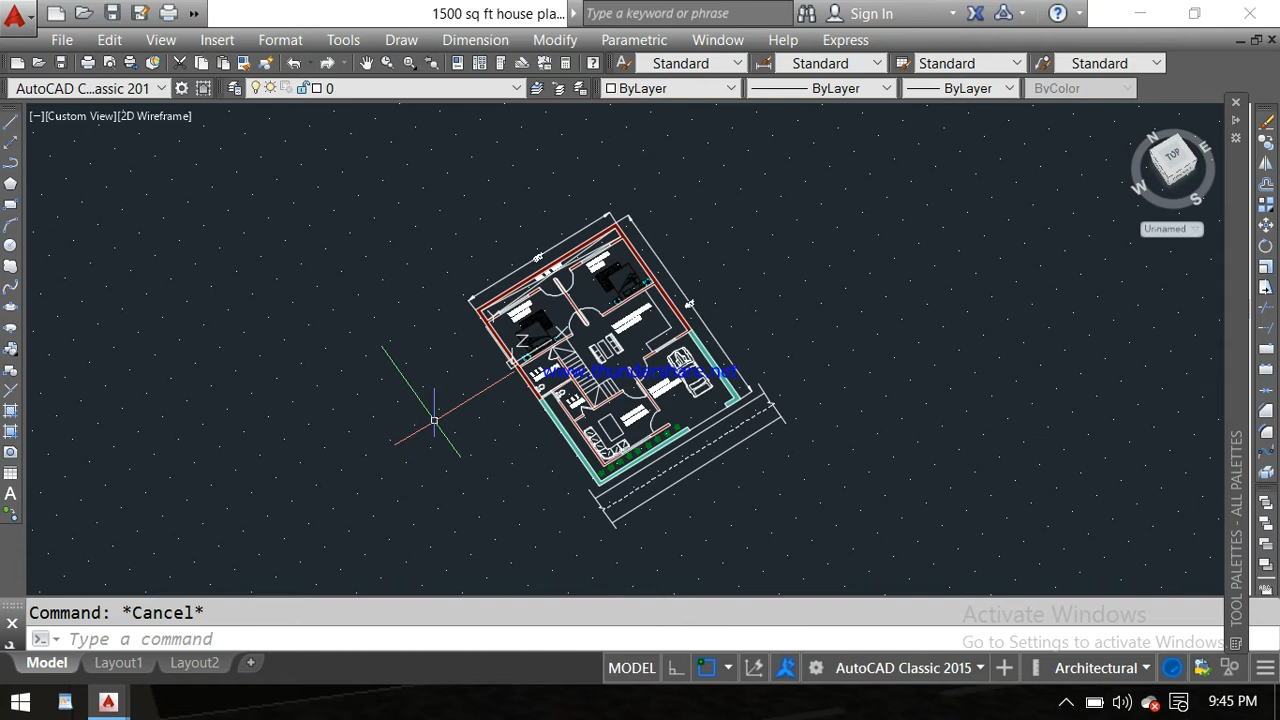 1500 sq ft house pla...
Type a keyword or phrase
Sign In
File Edit View Insert Format Tools Draw Dimension Modify Parametric Window Help Express
Standard Standard Standard Standard
AutoCAD C...assic 201 0 ByLayer ByLayer ByLayer ByColor
[−][Custom View][2D Wireframe]
N E TOP W S
Unnamed
N
www.thundershare.net
TOOL PALETTES - ALL PALETTES
Command: *Cancel*
Type a command
Activate Windows
Go to Settings to activate Windows.
Model Layout1 Layout2
MODEL AutoCAD Classic 2015 Architectural
9:45 PM